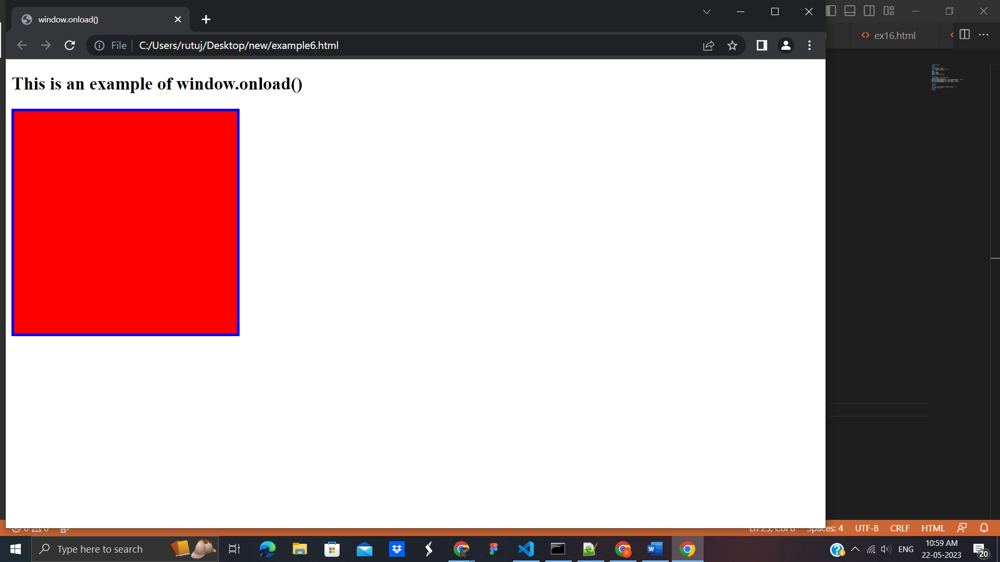 window.onload()
ex16.html
File
C:/Users/rutuj/Desktop/new/example6.html
This is an example of window.onload()
Spaces: 4
UTF-8
CRLF
HTML
Type here to search
ENG
10:59 AM
22-05-2023
20